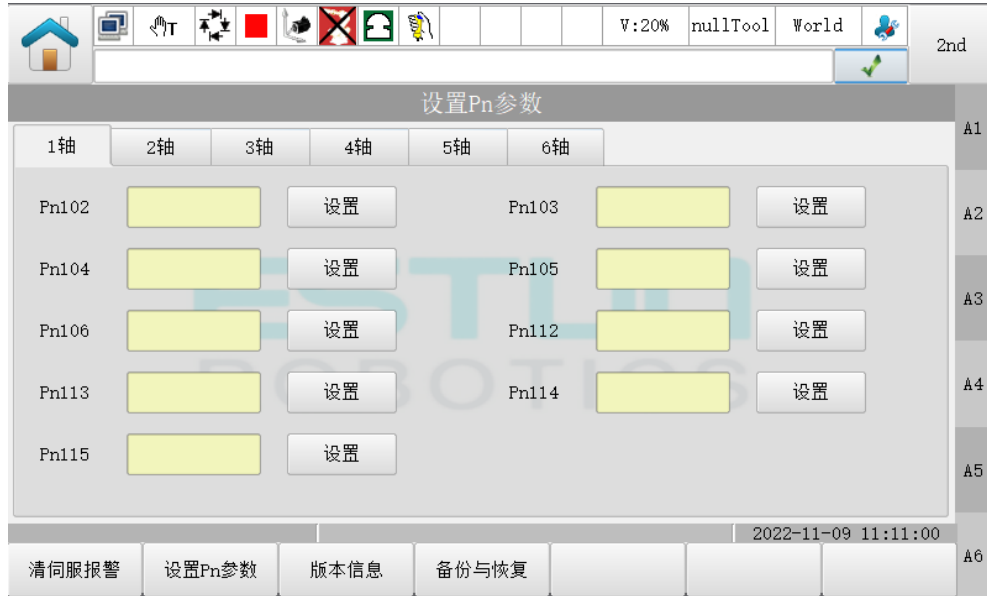 T V:20% nullTool World 2nd
设置Pn参数
1轴 2轴 3轴 4轴 5轴 6轴 A1
Pn102 设置 Pn103 设置 A2
Pn104 设置 Pn105 设置
ESTUN
A3
Pn106 设置 Pn112 设置
ROBOTICS
Pn113 设置 Pn114 设置 A4
Pn115 设置 A5
2022-11-09 11:11:00
清伺服报警 设置Pn参数 版本信息 备份与恢复 A6